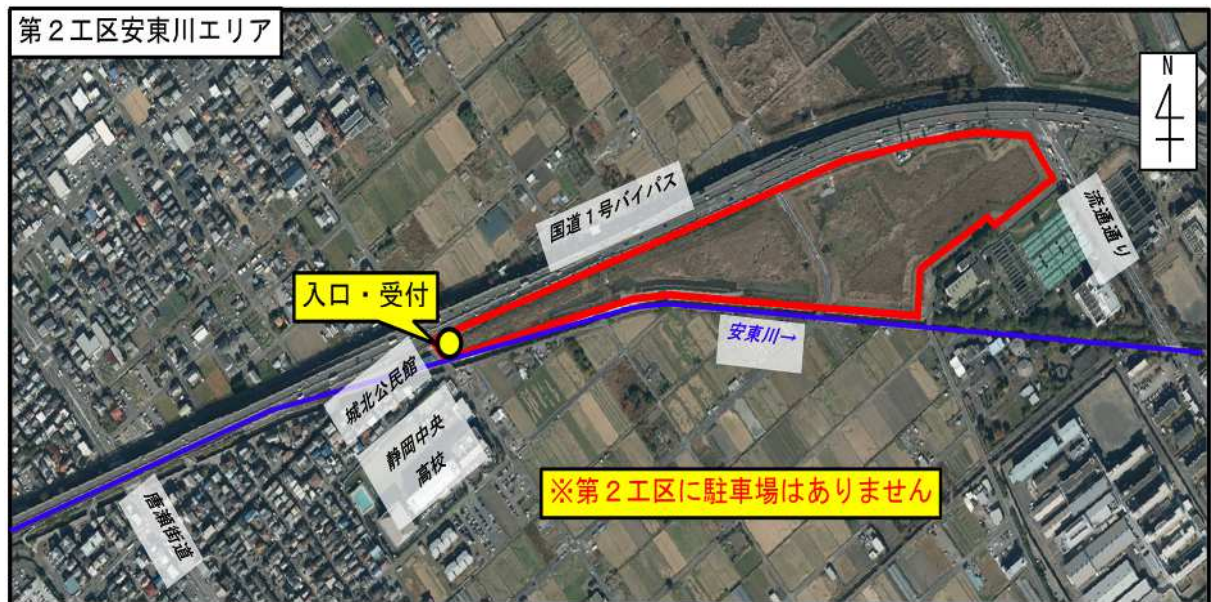 第２工区安東川エリア
N
国道１号バイパス
流通通り
入口・受付
安東川→
城北公民館
静岡中央
高校
※第２工区に駐車場はありません
唐瀬街道